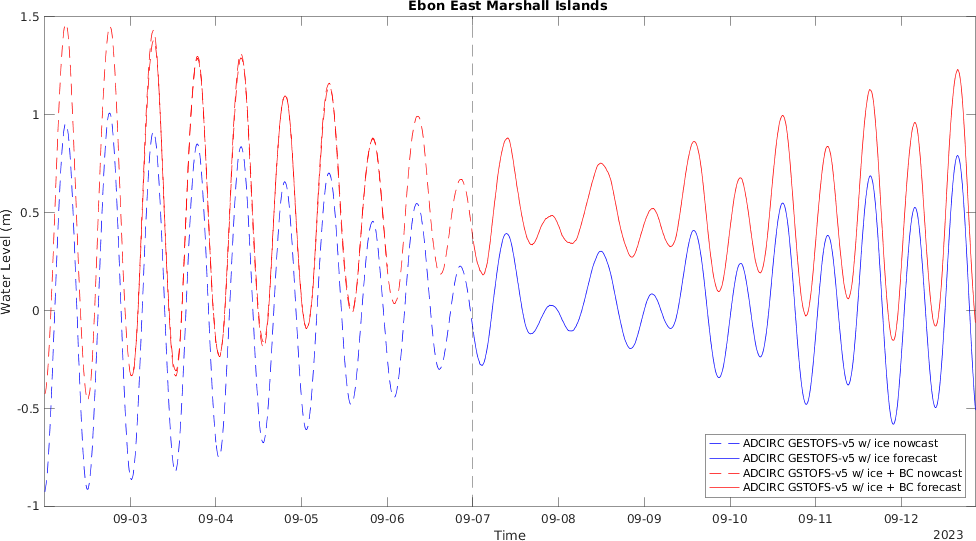 Ebon East Marshall Islands
1.5
1
0.5
0
-0.5
-1
Water Level (m)
09-03 09-04 09-05 09-06 09-07 09-08 09-09 09-10 09-11 09-12
Time
2023
ADCIRC GESTOFS-v5 w/ ice nowcast
ADCIRC GESTOFS-v5 w/ ice forecast
ADCIRC GSTOFS-v5 w/ ice + BC nowcast
ADCIRC GSTOFS-v5 w/ ice + BC forecast